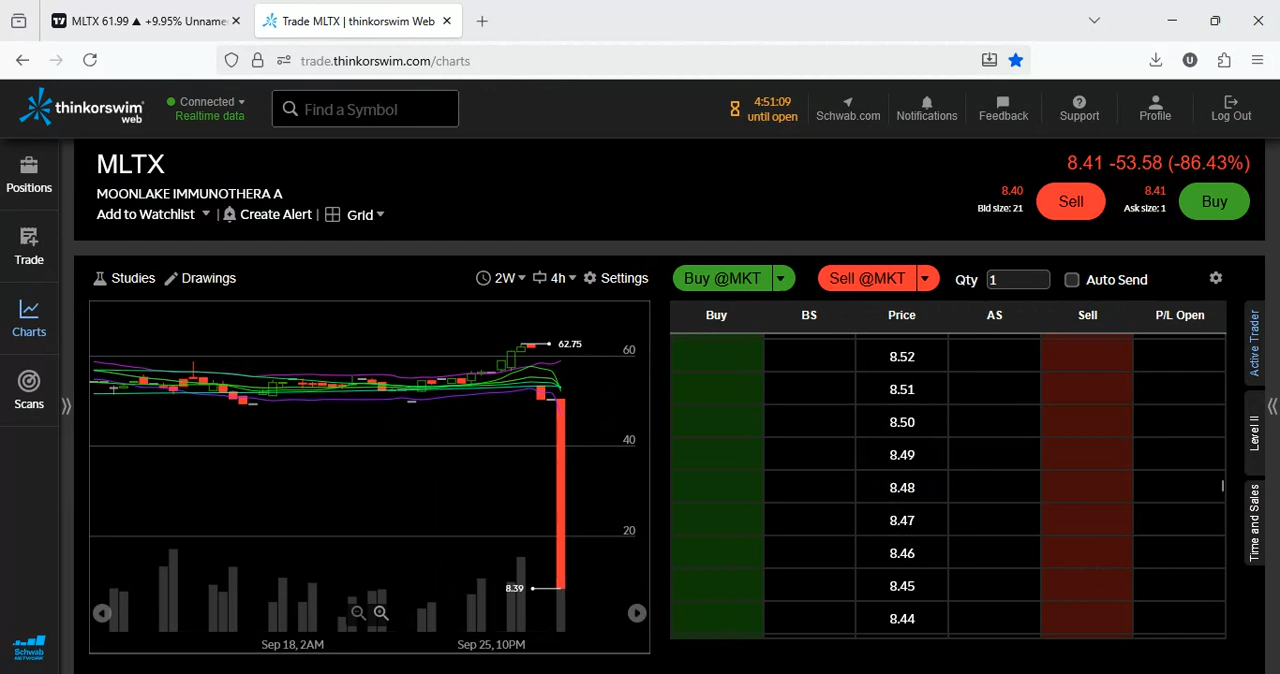 MLTX 61.99 ▲ +9.95% Unname
Trade MLTX | thinkorswim Web
trade.thinkorswim.com/charts
thinkorswim
web
Connected
Realtime data
Find a Symbol
4:51:09
until open
Schwab.com
Notifications
Feedback
Support
Profile
Log Out
Positions
Trade
Charts
Scans
Schwab
NETWORK
MLTX
MOONLAKE IMMUNOTHERA A
Add to Watchlist | Create Alert | Grid
8.41 -53.58 (-86.43%)
8.40
Bid size: 21
Sell
8.41
Ask size: 1
Buy
Studies Drawings 2W 4h Settings
62.75
60
40
20
8.39
Sep 18, 2AM Sep 25, 10PM
Buy @MKT Sell @MKT Qty 1 Auto Send
Buy BS Price AS Sell P/L Open
8.52
8.51
8.50
8.49
8.48
8.47
8.46
8.45
8.44
Active Trader
Level II
Time and Sales